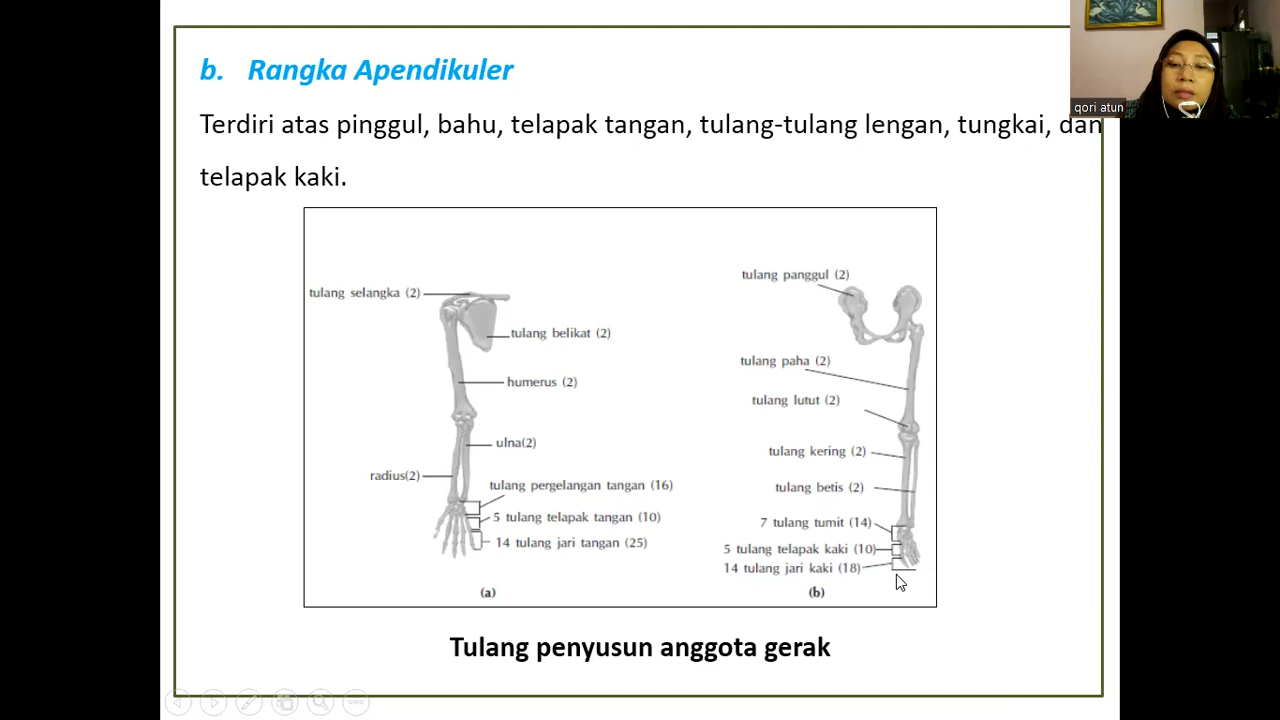 b. Rangka Apendikuler
qori atun
Terdiri atas pinggul, bahu, telapak tangan, tulang-tulang lengan, tungkai, dan
telapak kaki.
tulang selangka (2)
tulang belikat (2)
humerus (2)
ulna(2)
radius(2)
tulang pergelangan tangan (16)
5 tulang telapak tangan (10)
14 tulang jari tangan (25)
(a)
tulang panggul (2)
tulang paha (2)
tulang lutut (2)
tulang kering (2)
tulang betis (2)
7 tulang tumit (14)
5 tulang telapak kaki (10)
14 tulang jari kaki (18)
(b)
Tulang penyusun anggota gerak